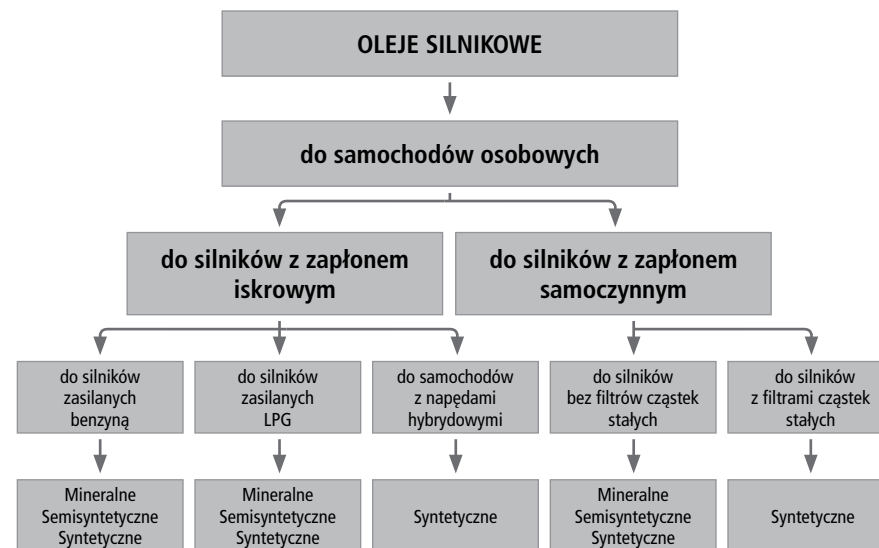 OLEJE SILNIKOWE
do samochodów osobowych
do silników z zapłonem
iskrowym
do silników z zapłonem
samoczynnym
do silników
zasilanych
benzyną
do silników
zasilanych
LPG
do samochodów
z napędami
hybrydowymi
do silników
bez filtrów cząstek
stałych
do silników
z filtrami cząstek
stałych
Mineralne
Semisyntetyczne
Syntetyczne
Mineralne
Semisyntetyczne
Syntetyczne
Syntetyczne
Mineralne
Semisyntetyczne
Syntetyczne
Syntetyczne